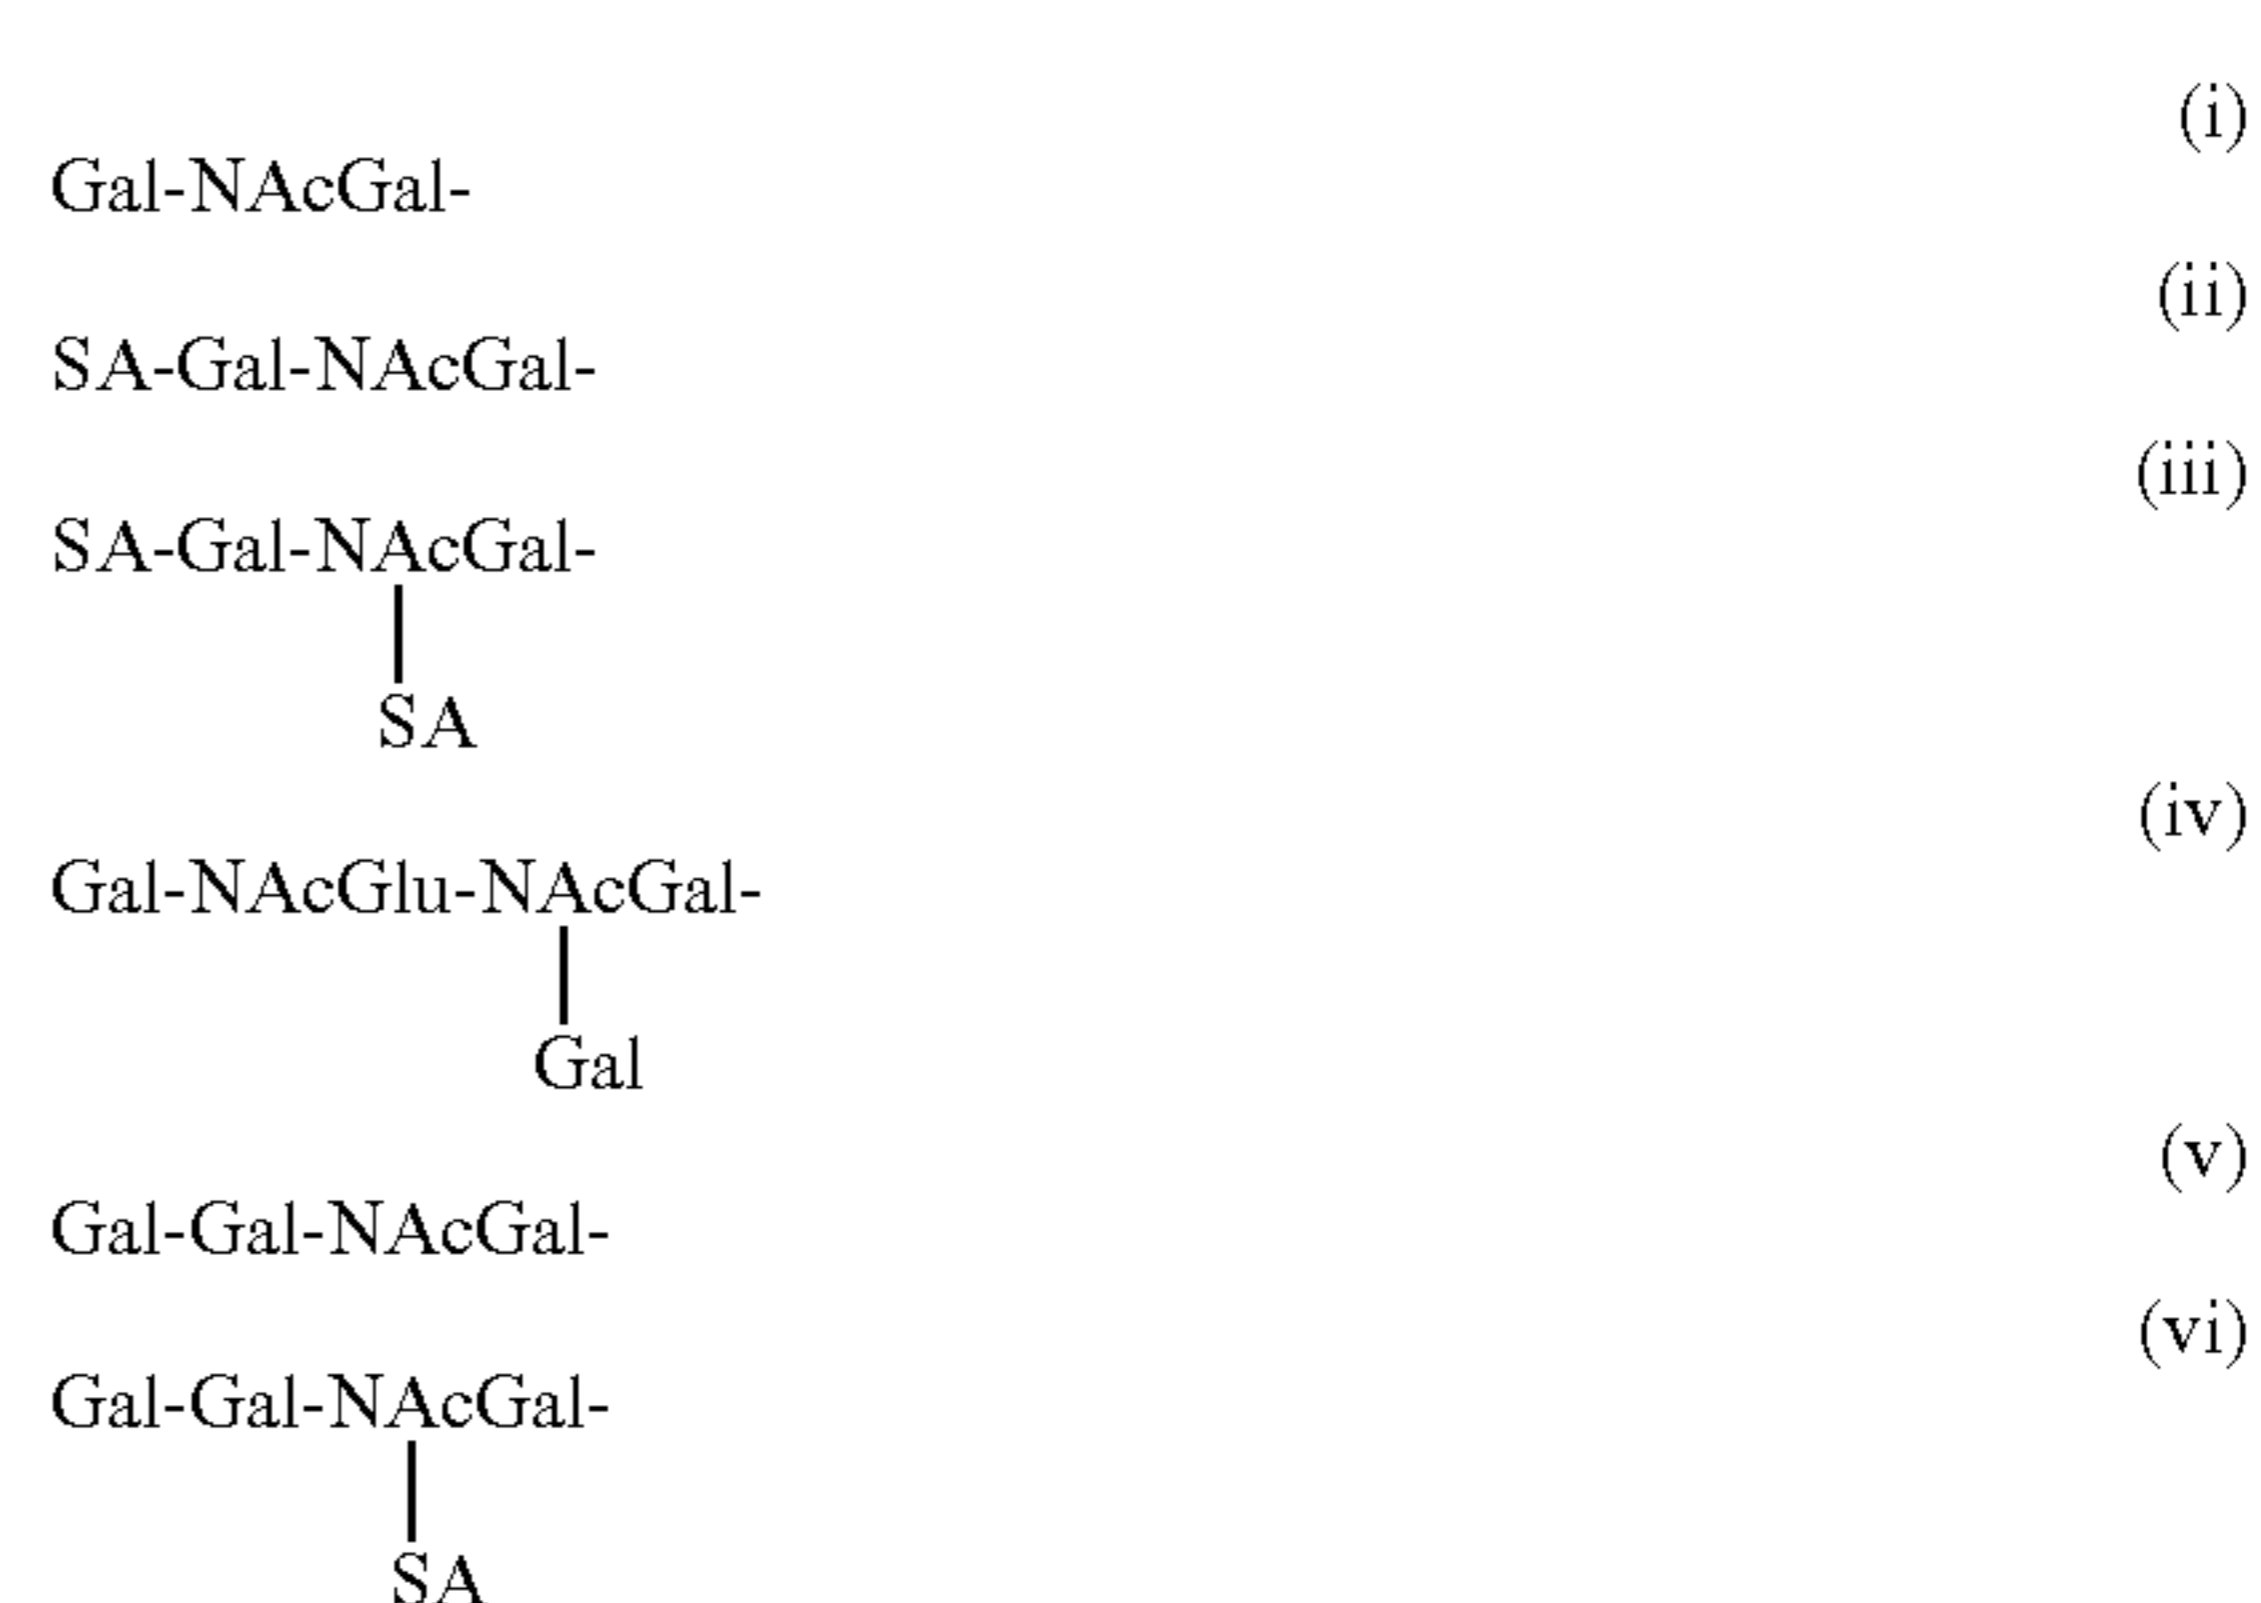 (i)
Gal-NAcGal-
(ii)
SA-Gal-NAcGal-
(iii)
SA-Gal-NAcGal-
SA
(iv)
Gal-NAcGlu-NAcGal-
Gal
(v)
Gal-Gal-NAcGal-
(vi)
Gal-Gal-NAcGal-
SA